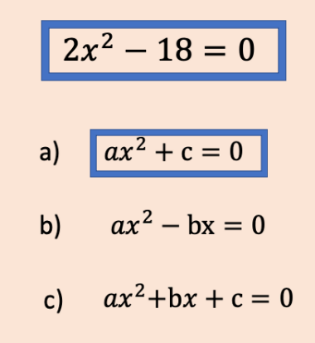 2x² − 18 = 0
a) ax² + c = 0
b) ax² − bx = 0
c) ax²+bx + c = 0